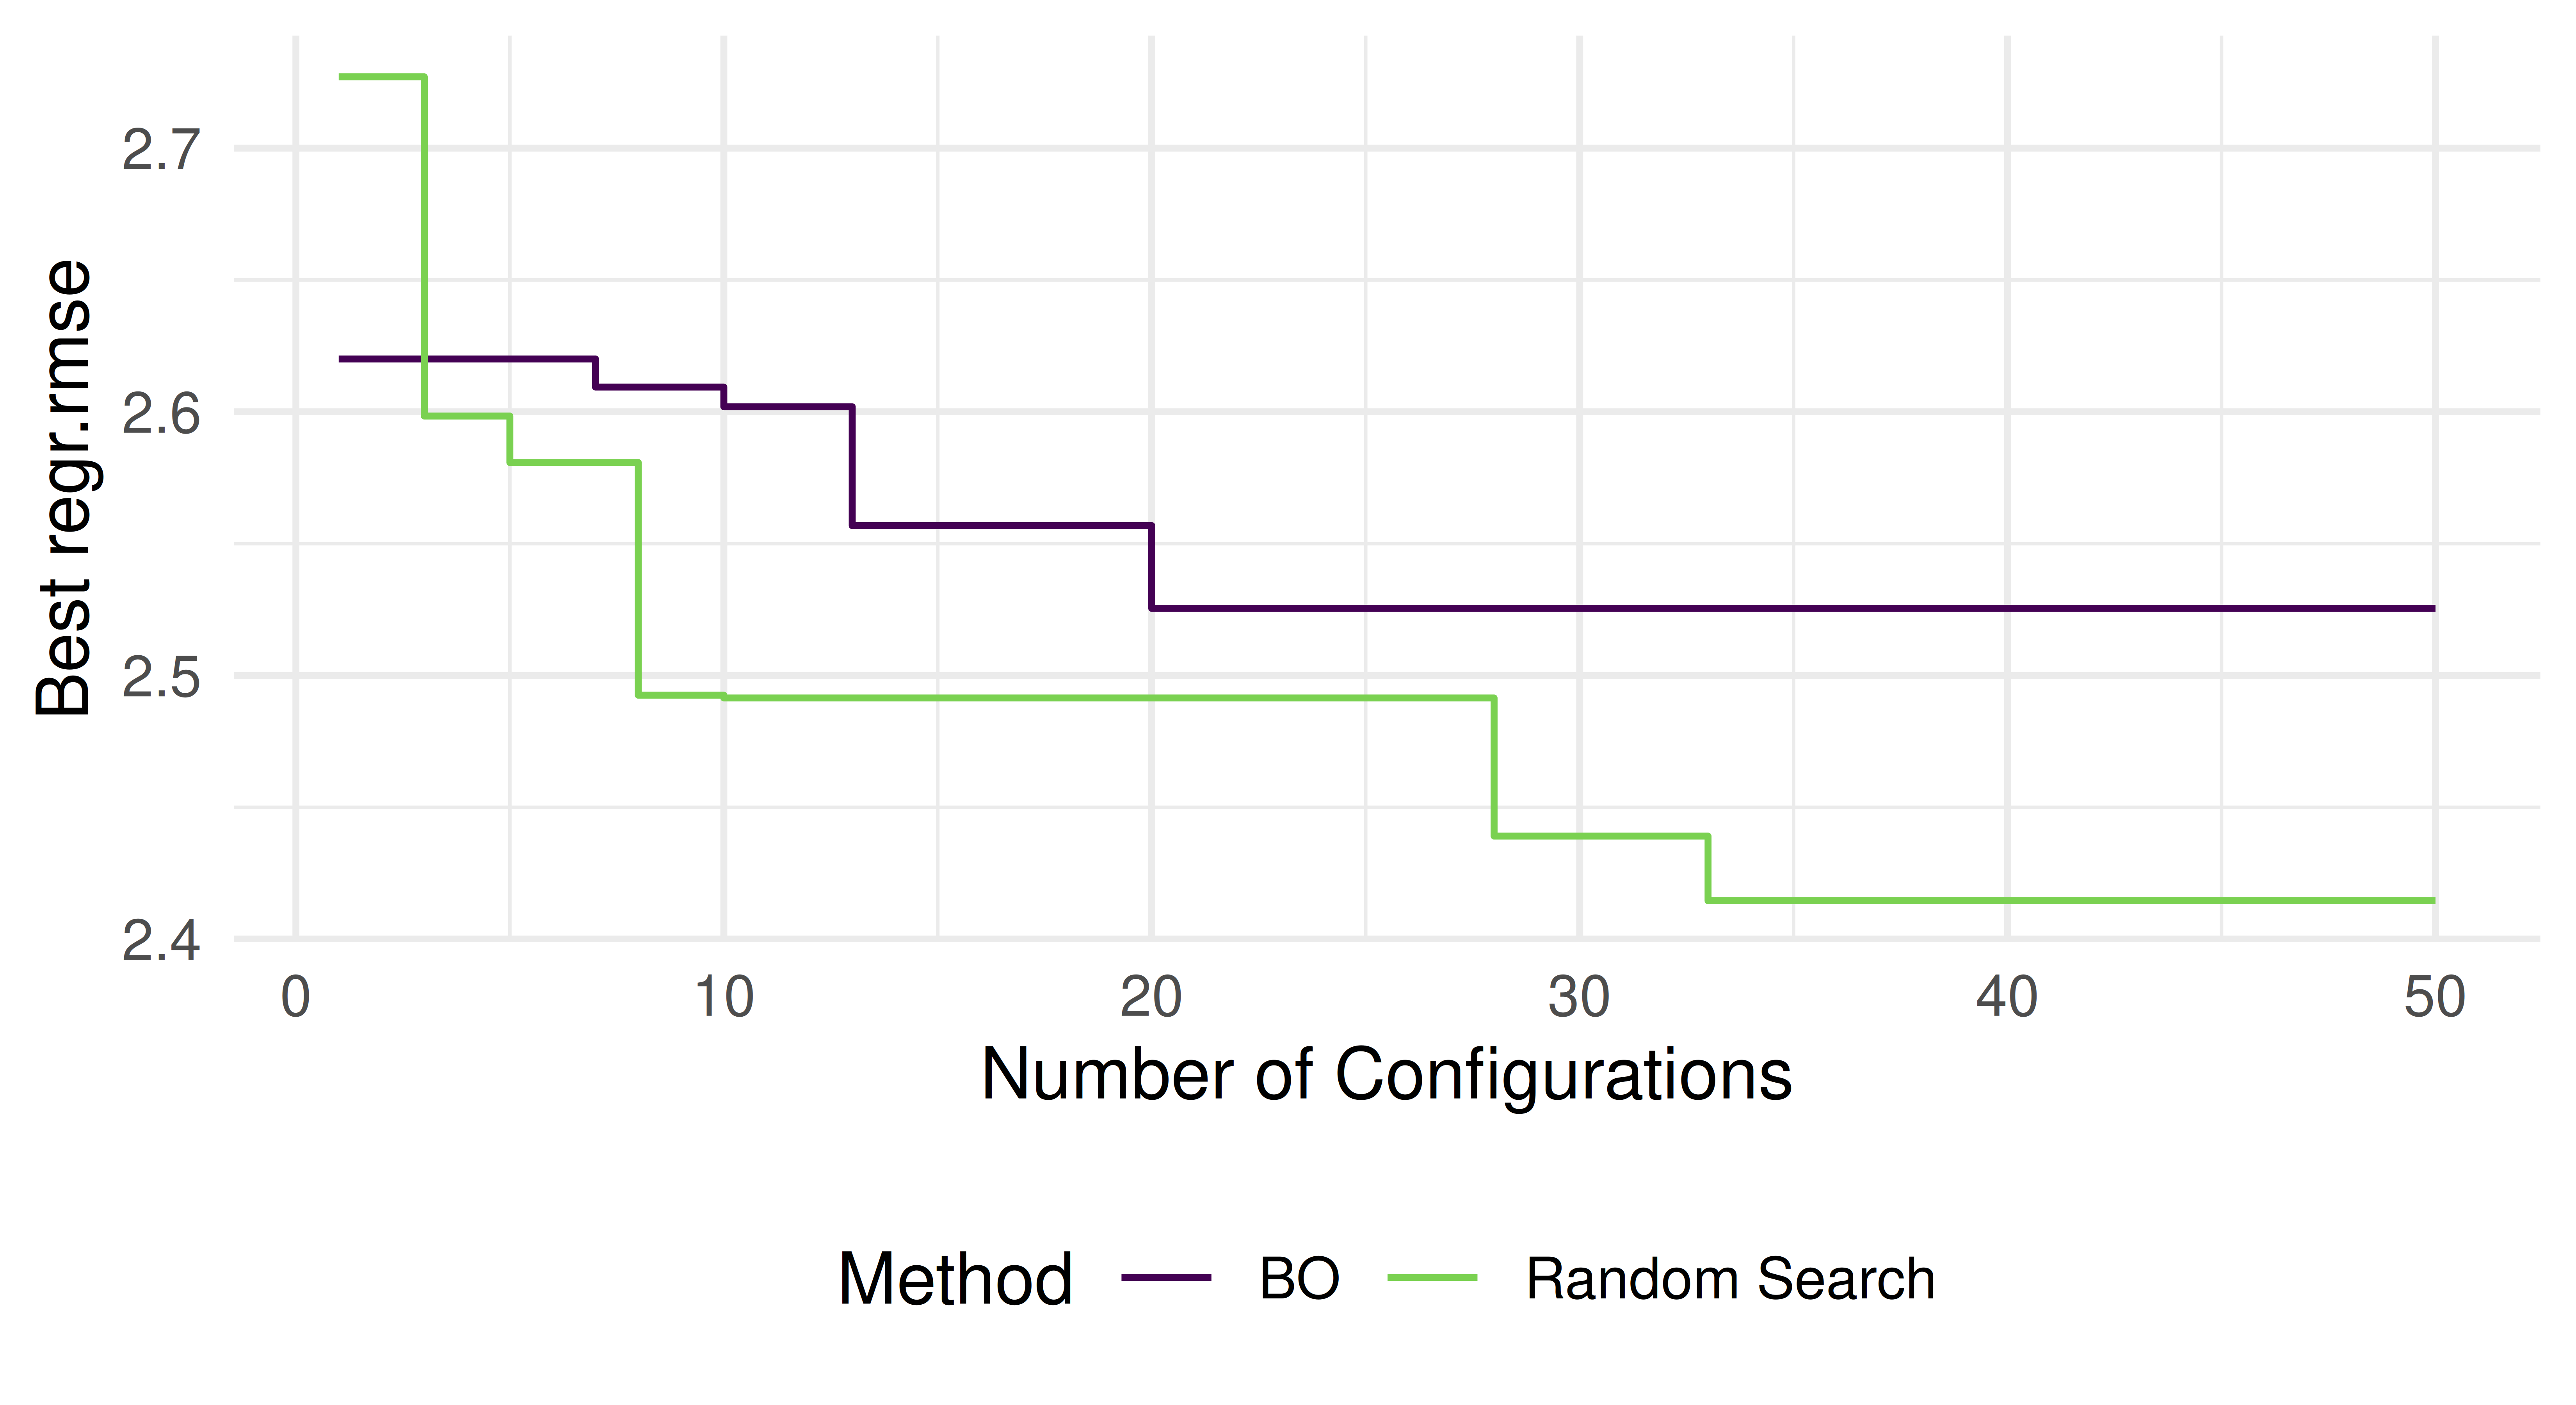 Best regr.rmse
2.7
2.6
2.5
2.4
0 10 20 30 40 50
Number of Configurations
Method BO Random Search